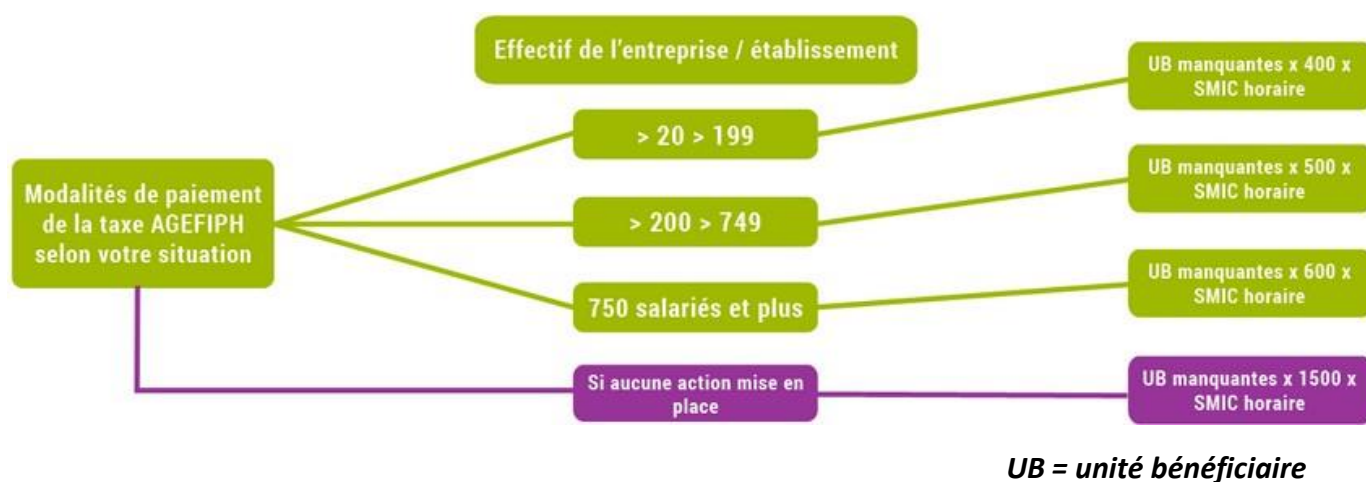 Effectif de l'entreprise / établissement
Modalités de paiement
de la taxe AGEFIPH
selon votre situation
> 20 > 199
UB manquantes x 400 x
SMIC horaire
> 200 > 749
UB manquantes x 500 x
SMIC horaire
750 salariés et plus
UB manquantes x 600 x
SMIC horaire
Si aucune action mise en
place
UB manquantes x 1500 x
SMIC horaire
UB = unité bénéficiaire